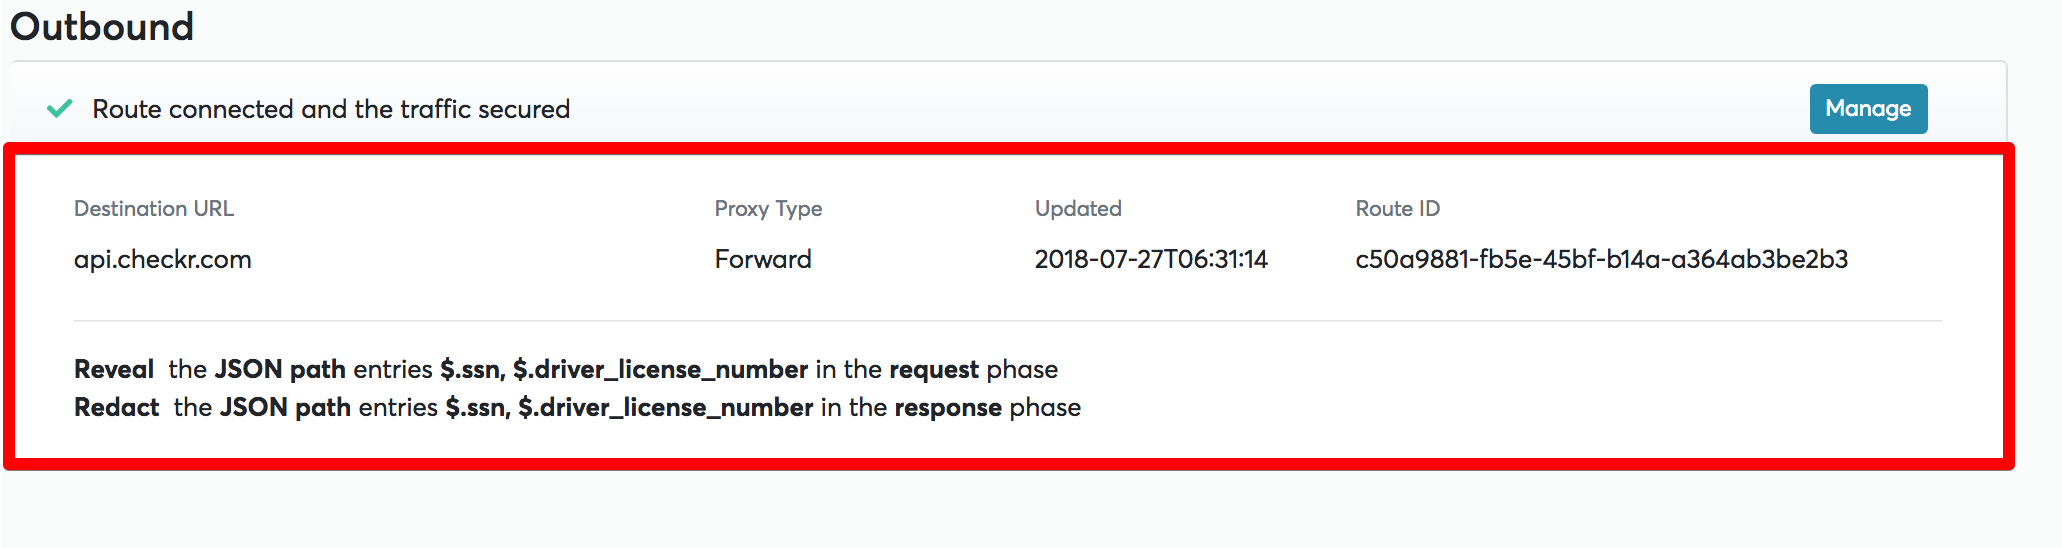 Outbound
Route connected and the traffic secured
Manage
Destination URL
Proxy Type
Updated
Route ID
api.checkr.com
Forward
2018-07-27T06:31:14
c50a9881-fb5e-45bf-b14a-a364ab3be2b3
Reveal the JSON path entries $.ssn, $.driver_license_number in the request phase
Redact the JSON path entries $.ssn, $.driver_license_number in the response phase